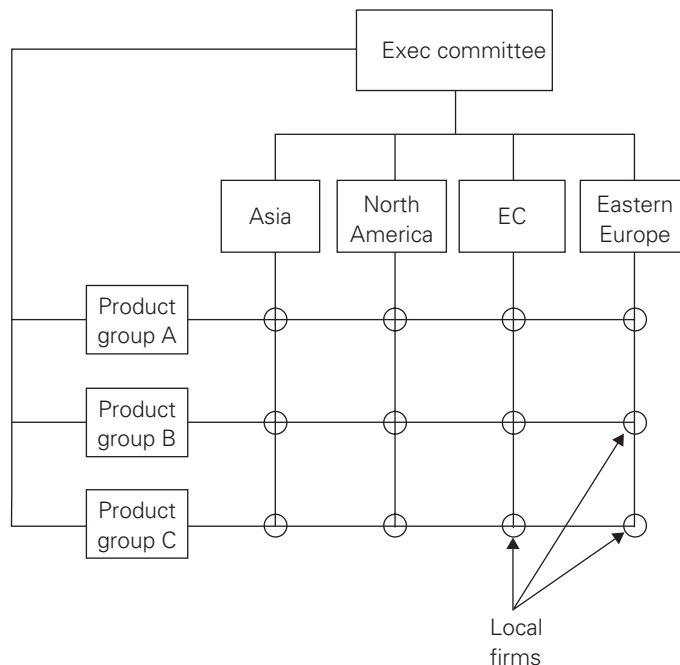 Exec committee
Asia
North
America
EC
Eastern
Europe
Product
group A
Product
group B
Product
group C
Local
firms